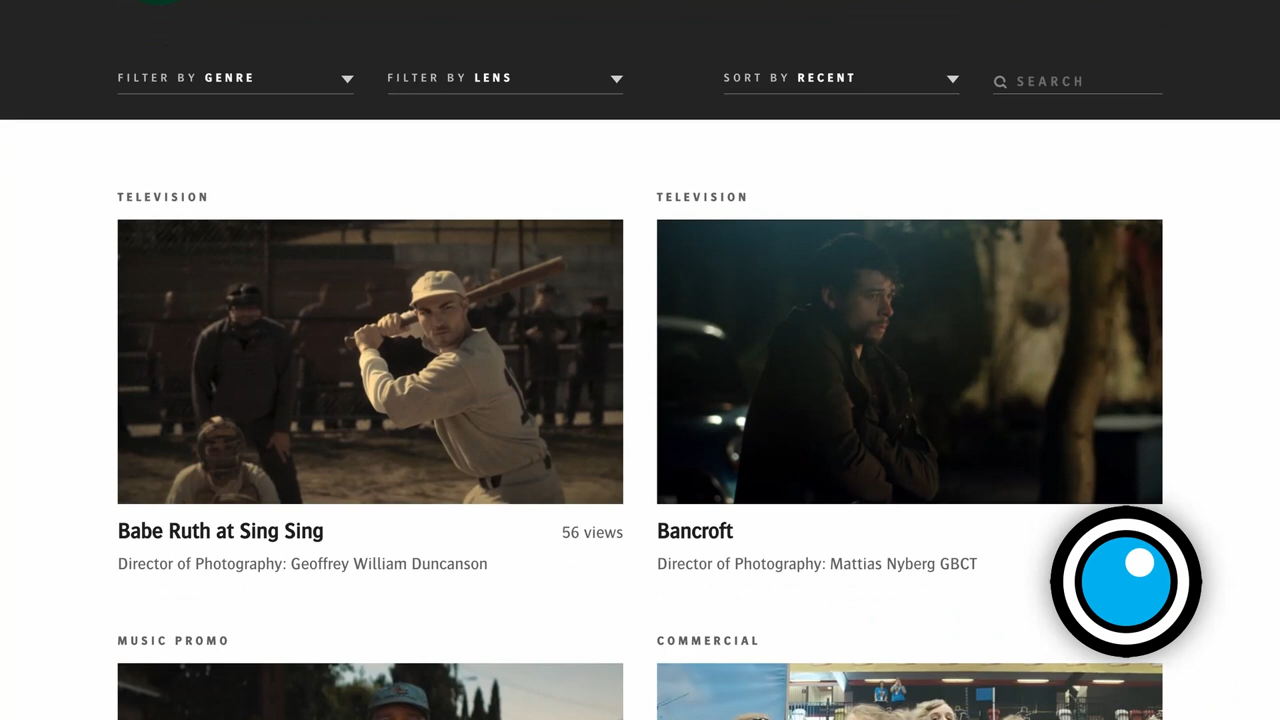 FILTER BY GENRE
FILTER BY LENS
SORT BY RECENT
SEARCH
TELEVISION
TELEVISION
Babe Ruth at Sing Sing
56 views
Director of Photography: Geoffrey William Duncanson
Bancroft
Director of Photography: Mattias Nyberg GBCT
MUSIC PROMO
COMMERCIAL